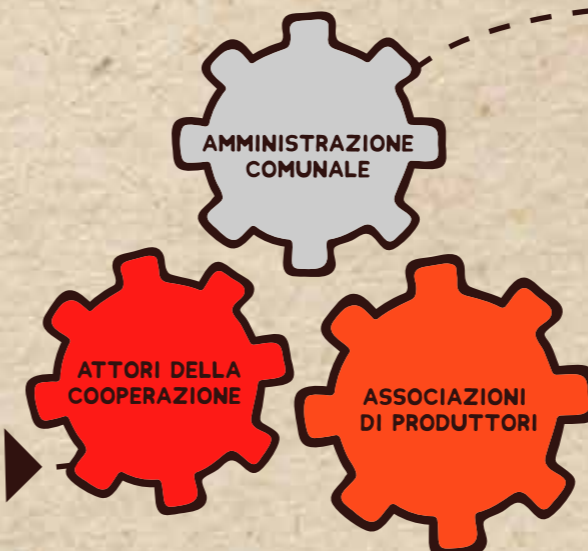 AMMINISTRAZIONE
COMUNALE
ATTORI DELLA
COOPERAZIONE
ASSOCIAZIONI
DI PRODUTTORI